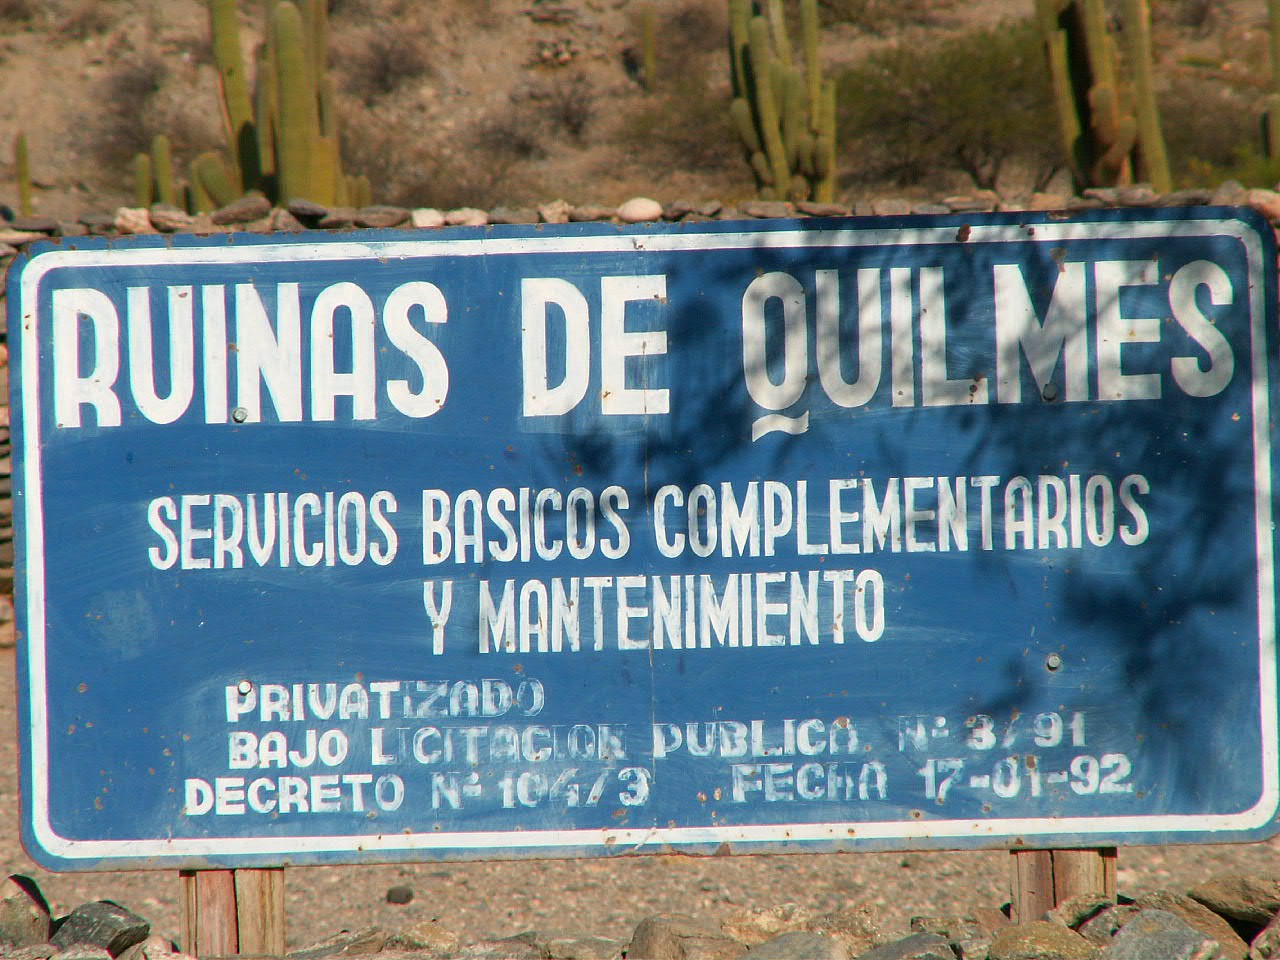 RUINAS DE QUILMES
SERVICIOS BASICOS COMPLEMENTARIOS
Y MANTENIMIENTO
PRIVATIZADO
BAJO LICITACION PUBLICA Nº 3/91
DECRETO Nº 104/3 FECHA 17-01-92